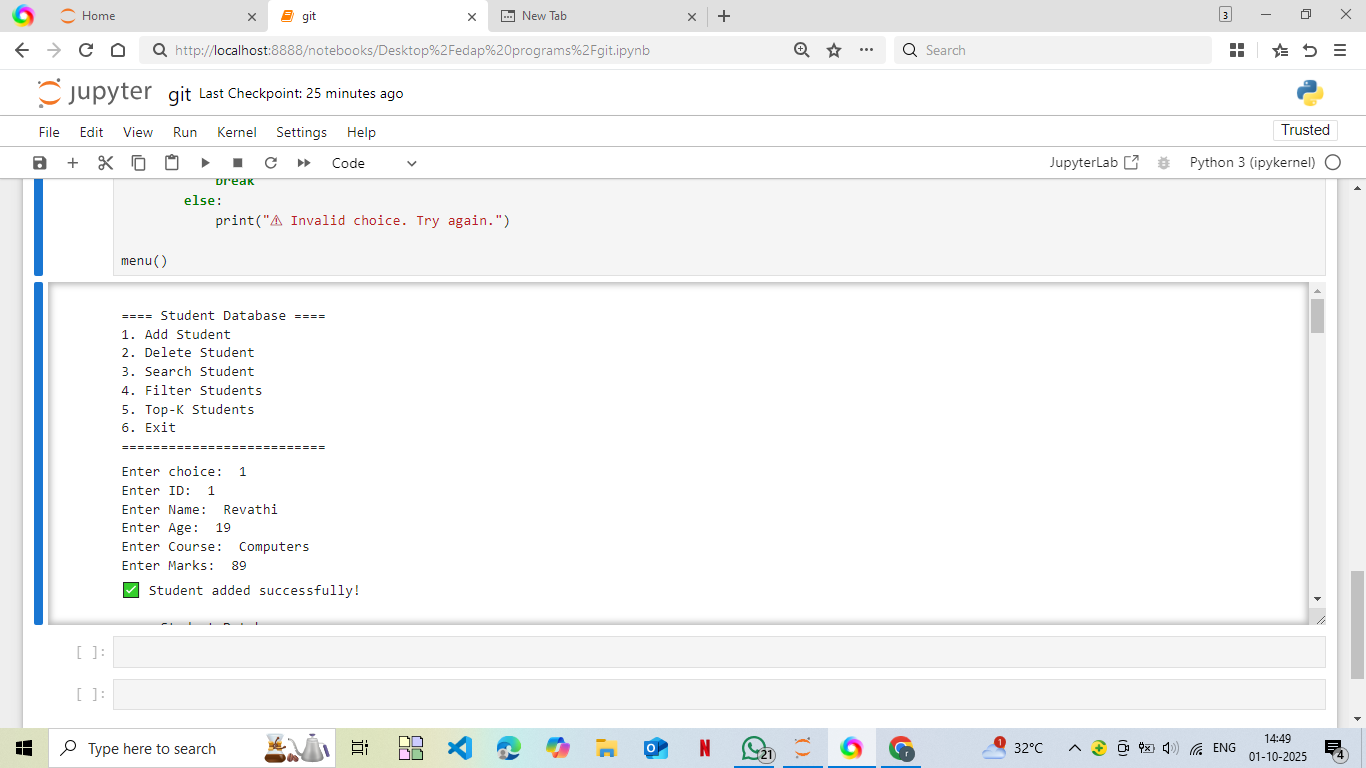 Home
git
New Tab
3
http://localhost:8888/notebooks/Desktop%2Fedap%20programs%2Fgit.ipynb
Search
jupyter git Last Checkpoint: 25 minutes ago
File Edit View Run Kernel Settings Help
Trusted
Code
JupyterLab
Python 3 (ipykernel)
break
else:
print("⚠ Invalid choice. Try again.")
menu()
==== Student Database ====
1. Add Student
2. Delete Student
3. Search Student
4. Filter Students
5. Top-K Students
6. Exit
==========================
Enter choice:  1
Enter ID:  1
Enter Name:  Revathi
Enter Age:  19
Enter Course:  Computers
Enter Marks:  89
✅ Student added successfully!
[ ]:
[ ]:
Type here to search
21
r
1
32°C
ENG
14:49
01-10-2025
4